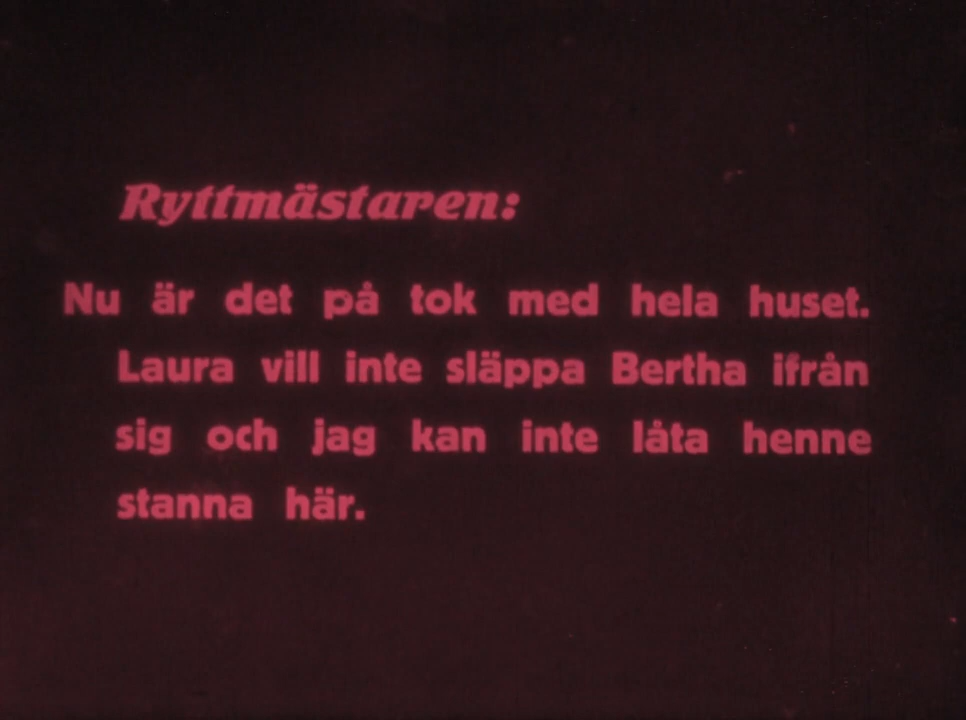 Ryttmästaren:
Nu är det på tok med hela huset.
Laura vill inte släppa Bertha ifrån
sig och jag kan inte låta henne
stanna här.